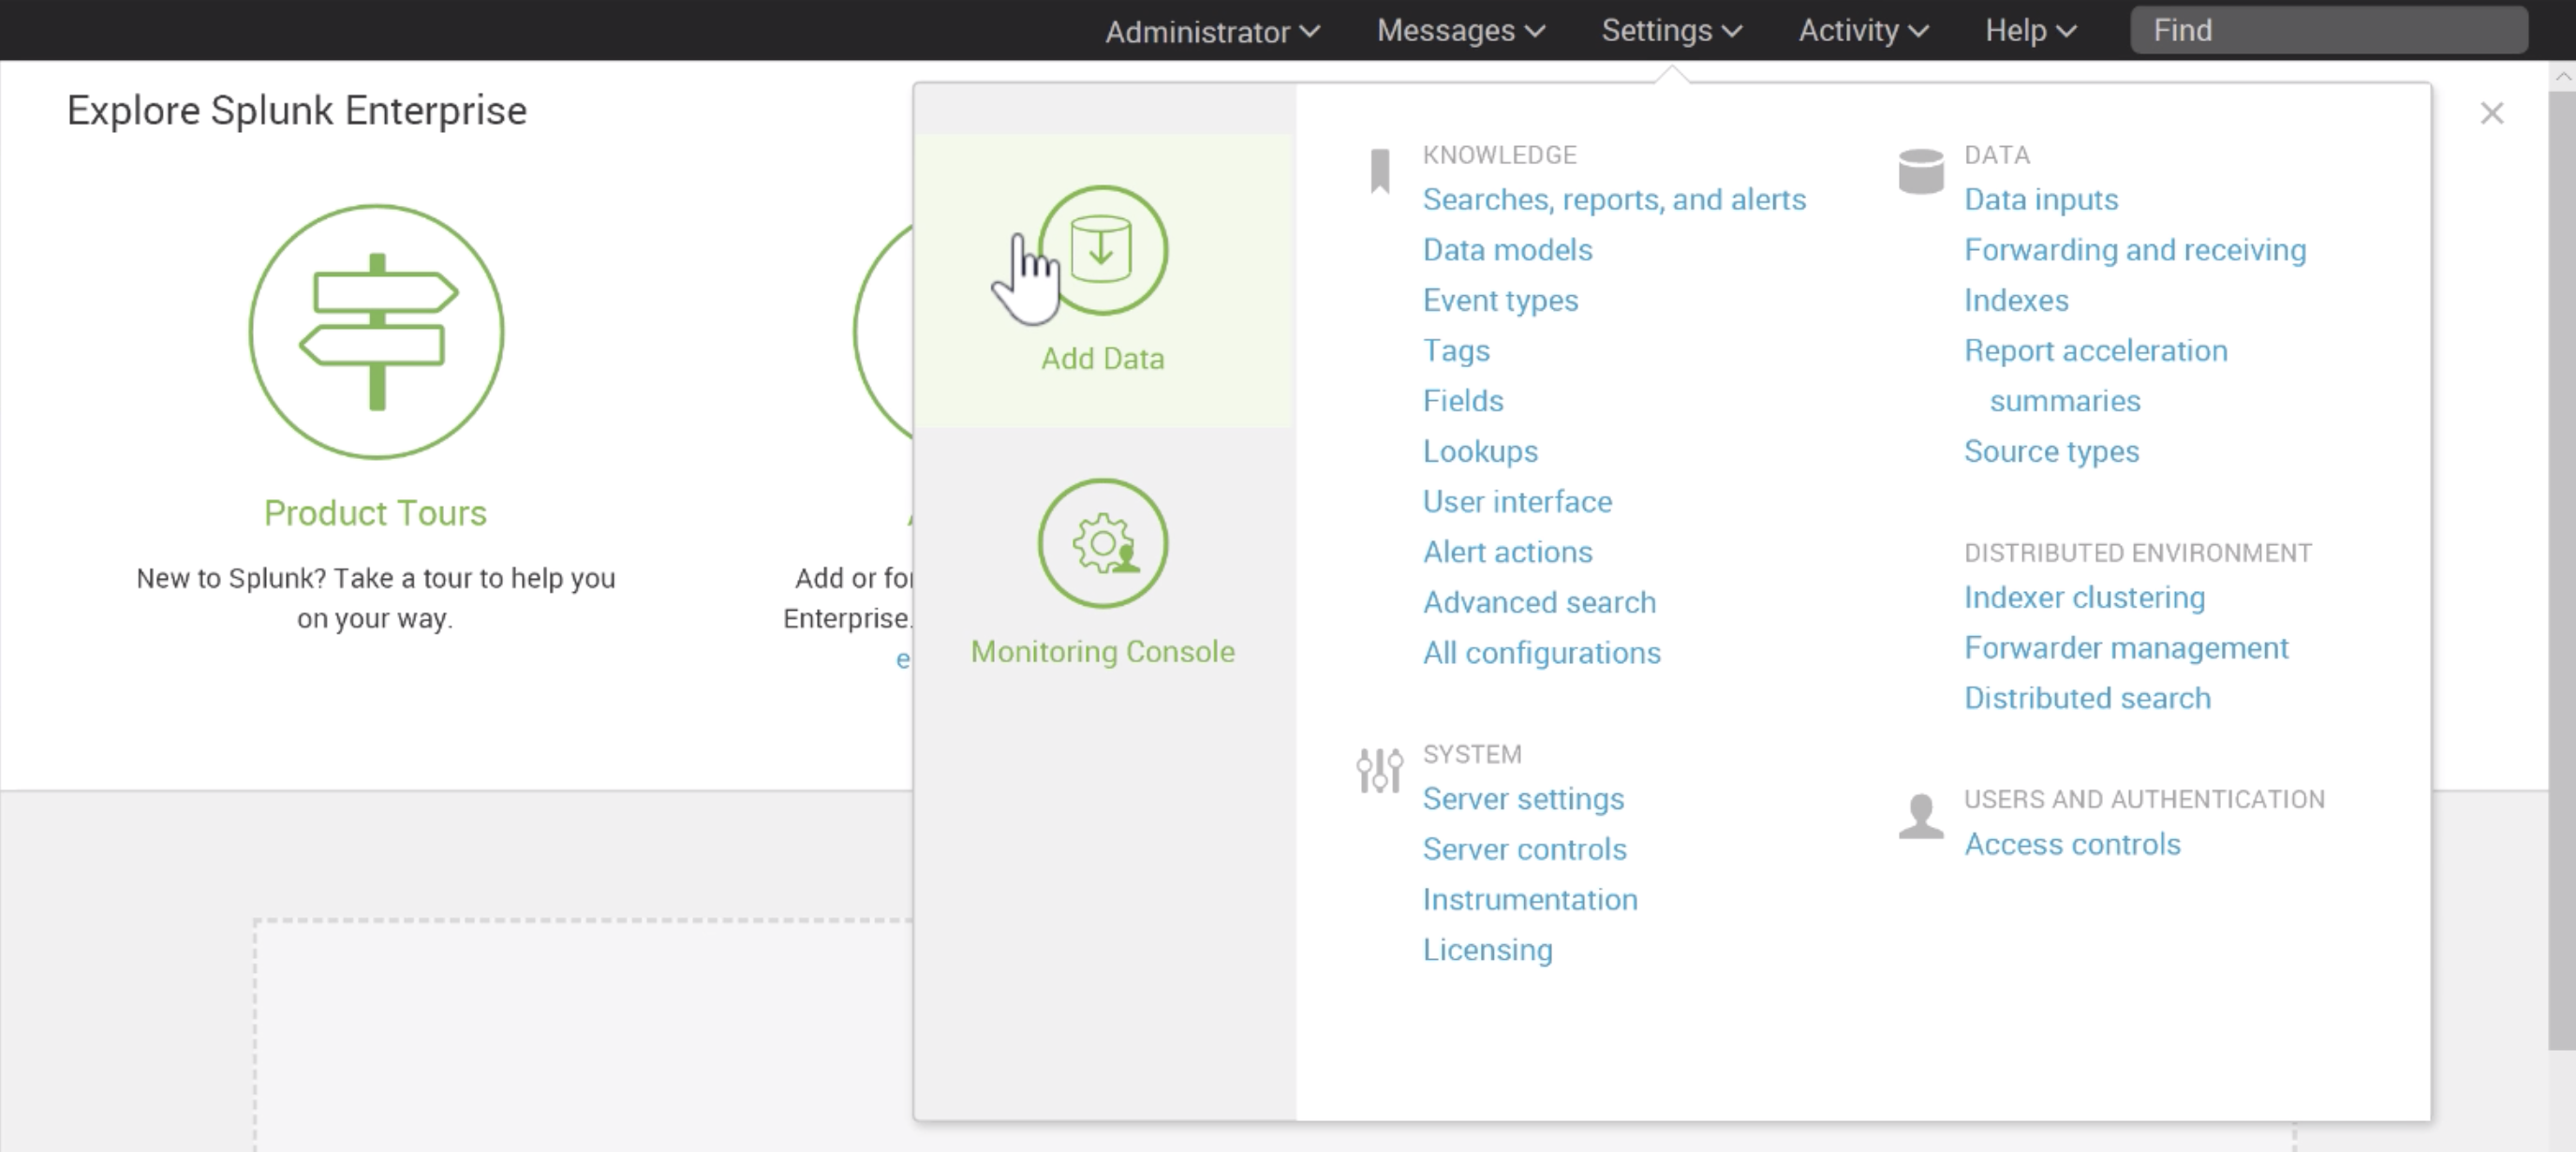 Administrator
Messages
Settings
Activity
Help
Find
Explore Splunk Enterprise
Product Tours
New to Splunk? Take a tour to help you
on your way.
Add or
Enterprise.
Add Data
Monitoring Console
KNOWLEDGE
Searches, reports, and alerts
Data models
Event types
Tags
Fields
Lookups
User interface
Alert actions
Advanced search
All configurations
SYSTEM
Server settings
Server controls
Instrumentation
Licensing
DATA
Data inputs
Forwarding and receiving
Indexes
Report acceleration
summaries
Source types
DISTRIBUTED ENVIRONMENT
Indexer clustering
Forwarder management
Distributed search
USERS AND AUTHENTICATION
Access controls